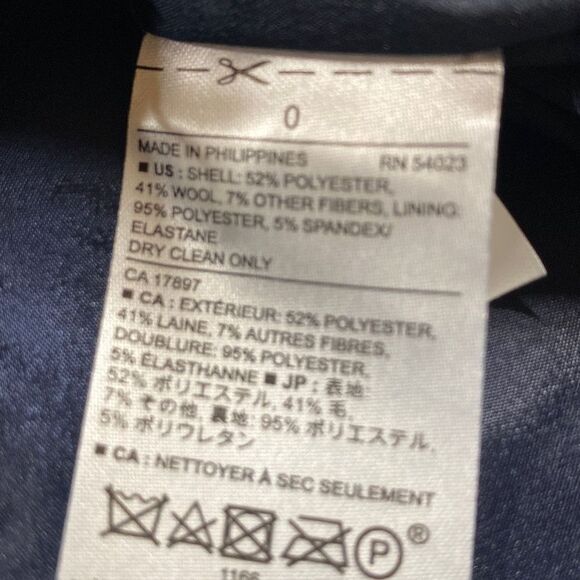 0
MADE IN PHILIPPINES RN 54023
■ US : SHELL: 52% POLYESTER,
41% WOOL, 7% OTHER FIBERS, LINING:
95% POLYESTER, 5% SPANDEX/
ELASTANE
DRY CLEAN ONLY
CA 17897
■ CA : EXTÉRIEUR: 52% POLYESTER,
41% LAINE, 7% AUTRES FIBRES,
DOUBLURE: 95% POLYESTER,
5% ÉLASTHANNE ■ JP : 表地:
52% ポリエステル, 41% 毛,
7% その他, 裏地: 95% ポリエステル,
5% ポリウレタン
■ CA : NETTOYER À SEC SEULEMENT
P ®
1166